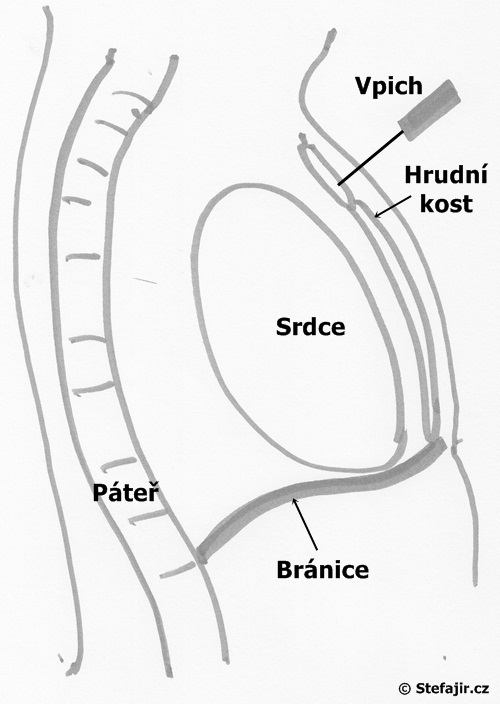 Vpich
Hrudní
kost
Srdce
Páteř
Bránice
© Stefajir.cz